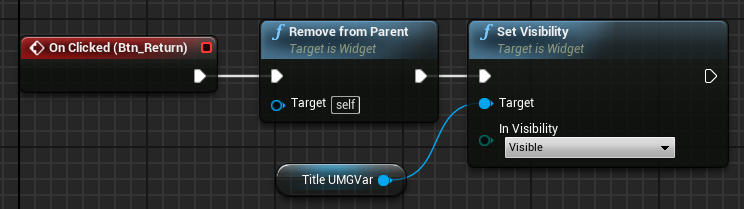 On Clicked (Btn_Return)
f Remove from Parent
Target is Widget
Target self
f Set Visibility
Target is Widget
Target
In Visibility
Visible
Title UMGVar